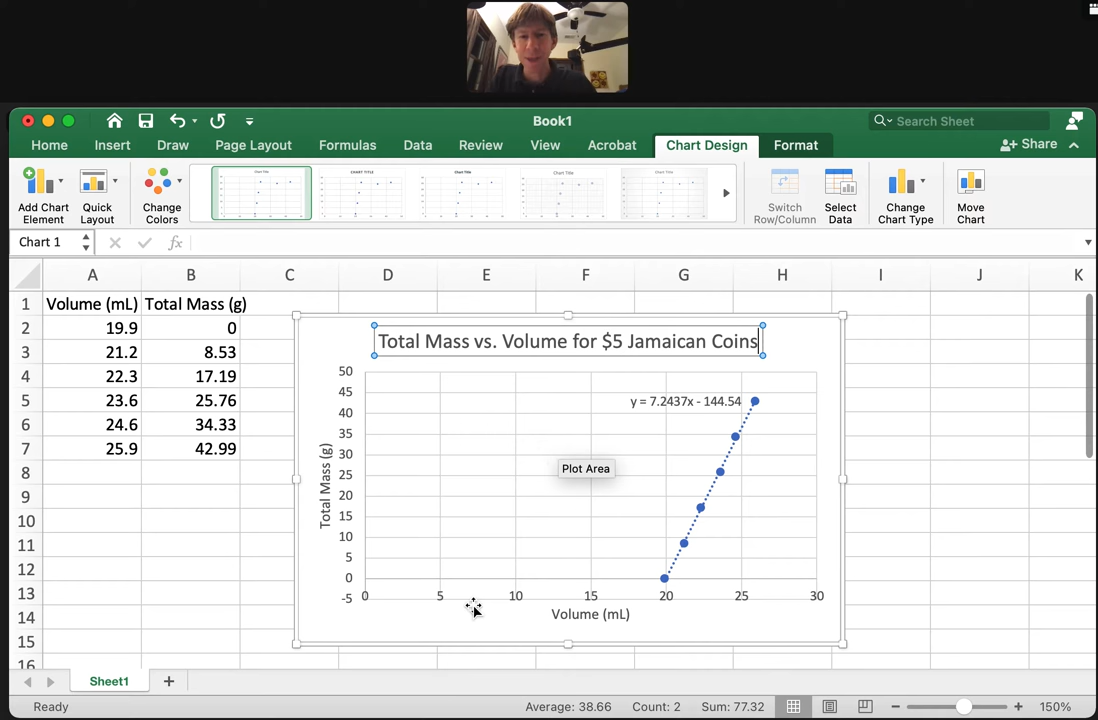 Book1
Search Sheet
Home Insert Draw Page Layout Formulas Data Review View Acrobat Chart Design Format Share
Add Chart Element
Quick Layout
Change Colors
Switch Row/Column
Select Data
Change Chart Type
Move Chart
Chart 1 fx
A B C D E F G H I J K
1 Volume (mL) Total Mass (g)
2 19.9 0
3 21.2 8.53
4 22.3 17.19
5 23.6 25.76
6 24.6 34.33
7 25.9 42.99
8
9
10
11
12
13
14
15
16
Total Mass vs. Volume for $5 Jamaican Coins
50
45
y = 7.2437x - 144.54
40
35
30
25
20
15
10
5
0
-5
Total Mass (g)
Plot Area
0 5 10 15 20 25 30
Volume (mL)
Sheet1
Ready Average: 38.66 Count: 2 Sum: 77.32 150%